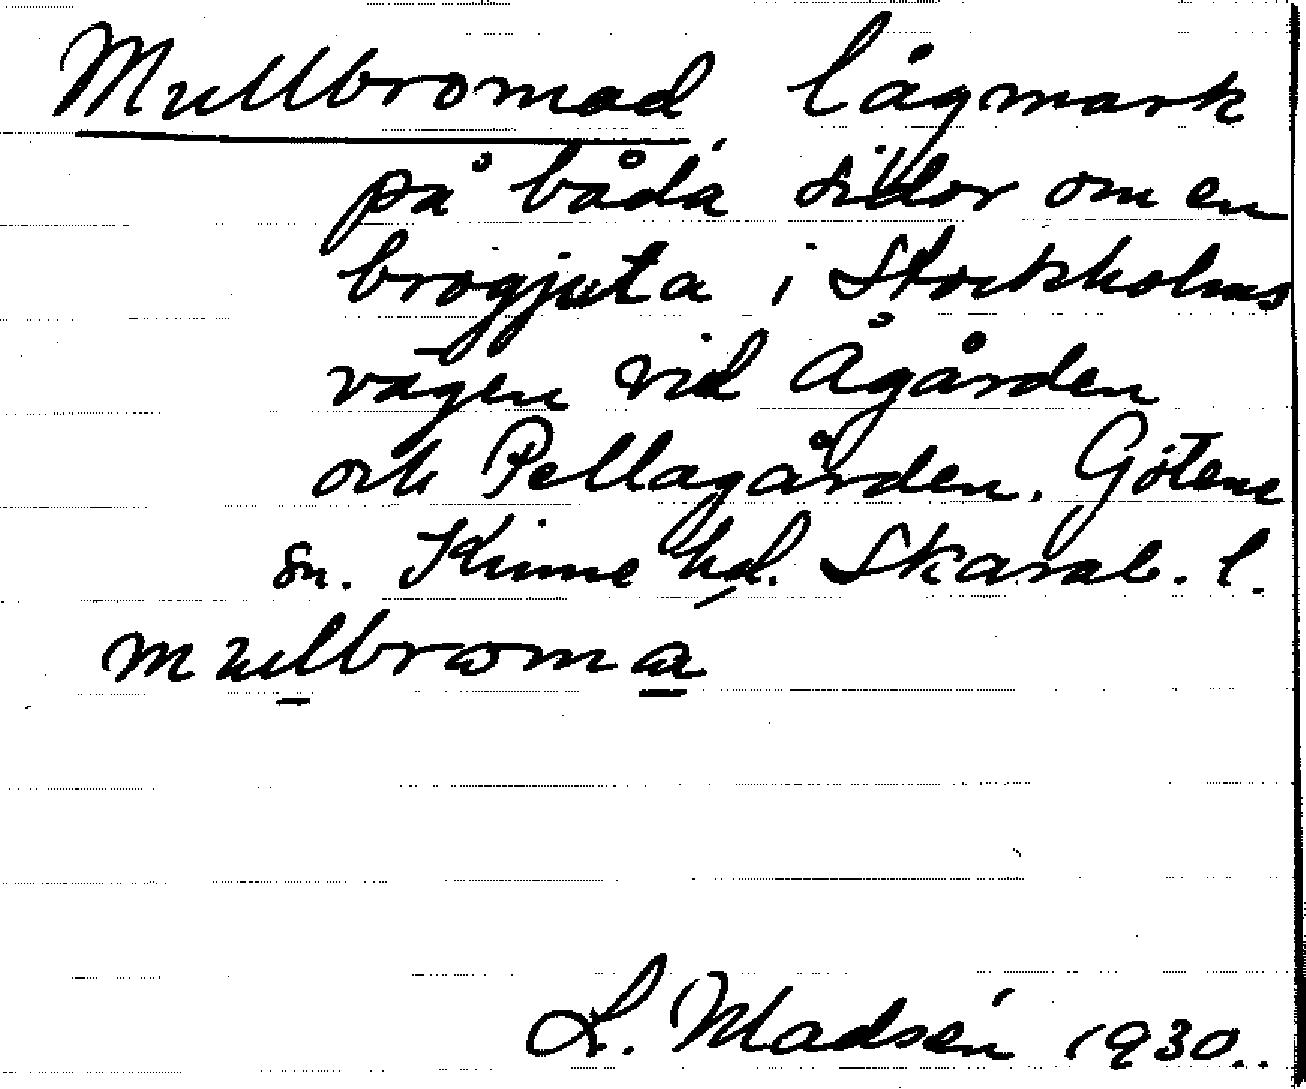 Mullbromad, lågmark
på båda sidor om en
brogjuta i Stockholms
vägen vid Ågården
och Pellagården. Götene
sn. Kinne hd. Skarab. l.
mullbroma
L. Madsén 1930.